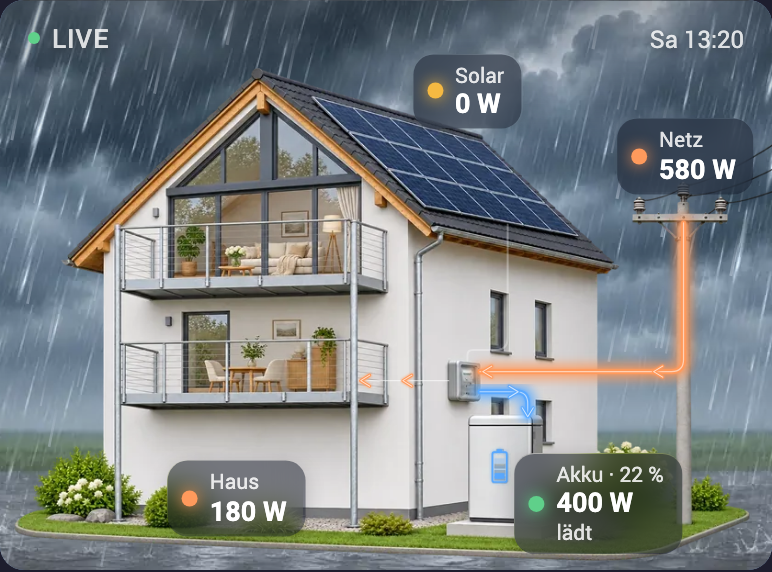 LIVE
Sa 13:20
Solar
0 W
Netz
580 W
Haus
180 W
Akku · 22 %
400 W
lädt